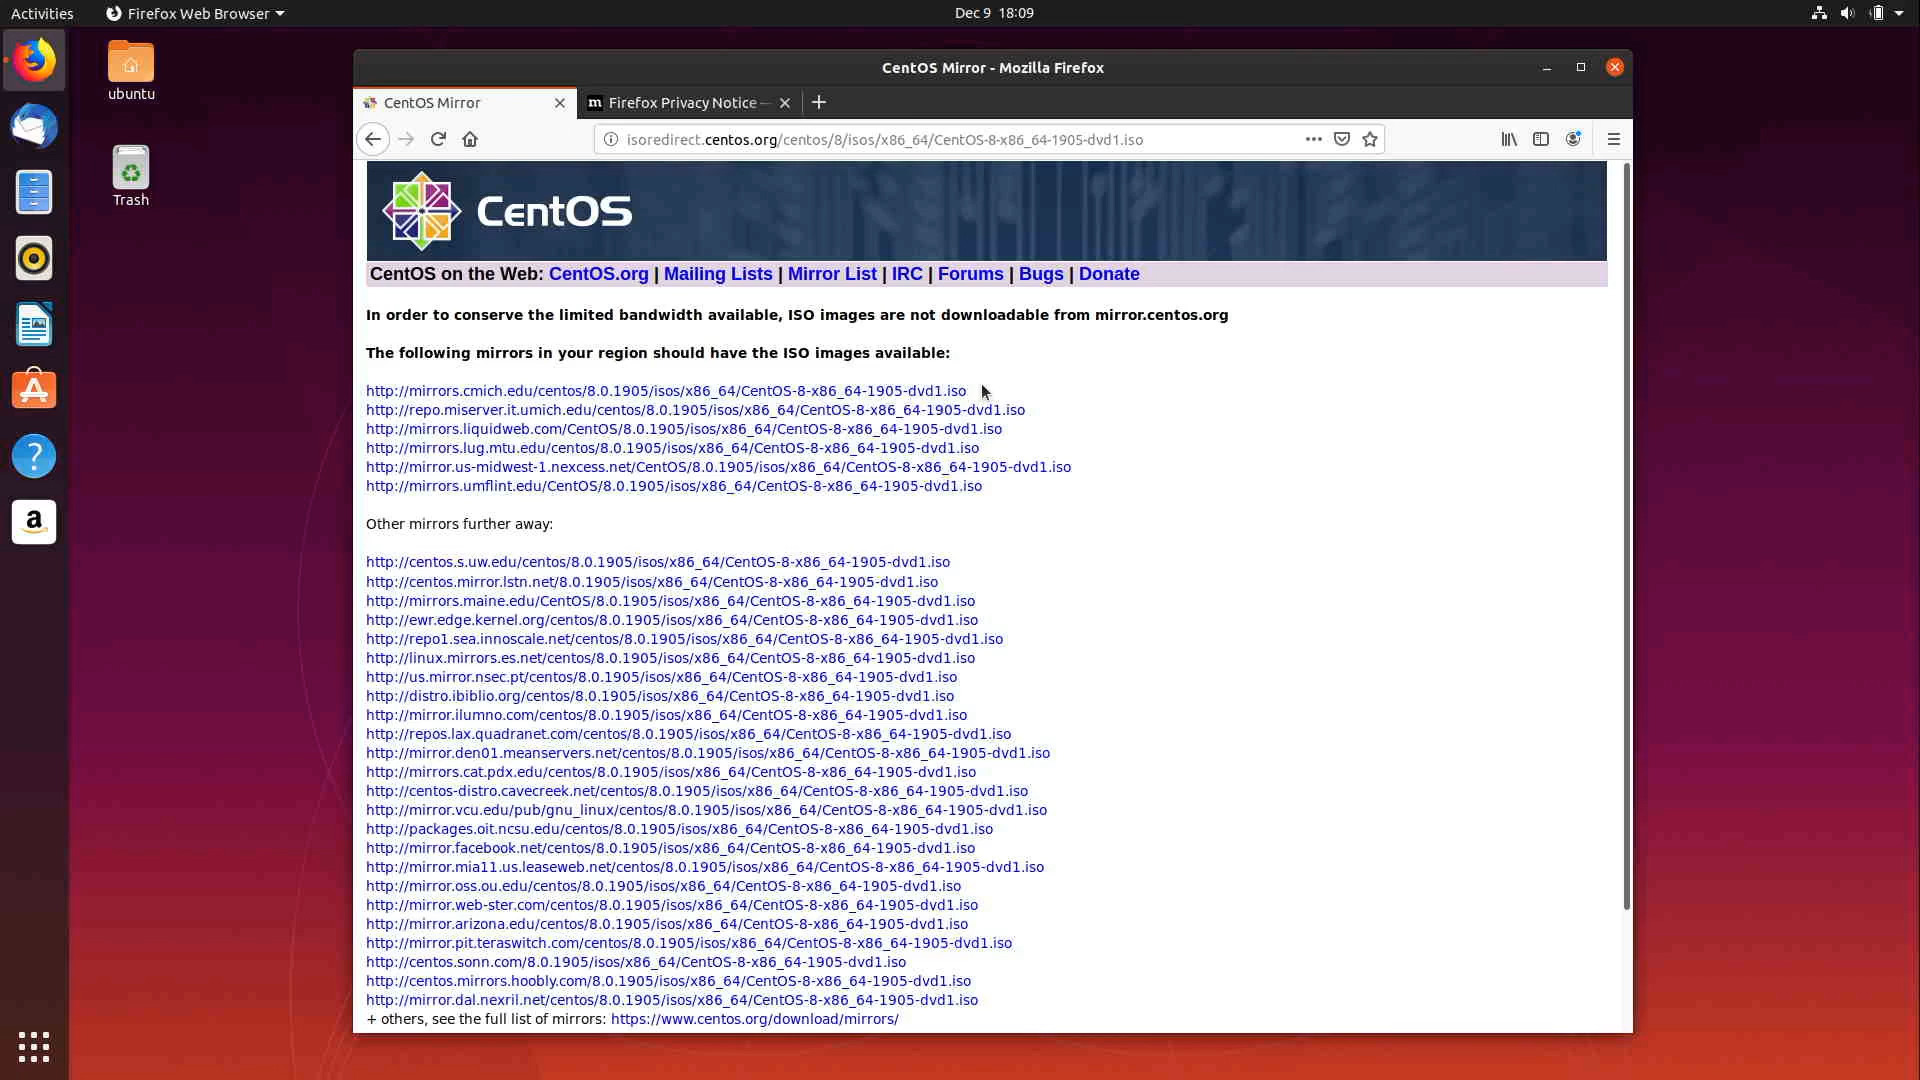 Activities
Firefox Web Browser
Dec 9 18:09
ubuntu
Trash
CentOS Mirror - Mozilla Firefox
CentOS Mirror
m Firefox Privacy Notice —
isoredirect.centos.org/centos/8/isos/x86_64/CentOS-8-x86_64-1905-dvd1.iso
CentOS
CentOS on the Web: CentOS.org | Mailing Lists | Mirror List | IRC | Forums | Bugs | Donate
In order to conserve the limited bandwidth available, ISO images are not downloadable from mirror.centos.org
The following mirrors in your region should have the ISO images available:
http://mirrors.cmich.edu/centos/8.0.1905/isos/x86_64/CentOS-8-x86_64-1905-dvd1.iso
http://repo.miserver.it.umich.edu/centos/8.0.1905/isos/x86_64/CentOS-8-x86_64-1905-dvd1.iso
http://mirrors.liquidweb.com/CentOS/8.0.1905/isos/x86_64/CentOS-8-x86_64-1905-dvd1.iso
http://mirrors.lug.mtu.edu/centos/8.0.1905/isos/x86_64/CentOS-8-x86_64-1905-dvd1.iso
http://mirror.us-midwest-1.nexcess.net/CentOS/8.0.1905/isos/x86_64/CentOS-8-x86_64-1905-dvd1.iso
http://mirrors.umflint.edu/CentOS/8.0.1905/isos/x86_64/CentOS-8-x86_64-1905-dvd1.iso
Other mirrors further away:
http://centos.s.uw.edu/centos/8.0.1905/isos/x86_64/CentOS-8-x86_64-1905-dvd1.iso
http://centos.mirror.lstn.net/8.0.1905/isos/x86_64/CentOS-8-x86_64-1905-dvd1.iso
http://mirrors.maine.edu/CentOS/8.0.1905/isos/x86_64/CentOS-8-x86_64-1905-dvd1.iso
http://ewr.edge.kernel.org/centos/8.0.1905/isos/x86_64/CentOS-8-x86_64-1905-dvd1.iso
http://repo1.sea.innoscale.net/centos/8.0.1905/isos/x86_64/CentOS-8-x86_64-1905-dvd1.iso
http://linux.mirrors.es.net/centos/8.0.1905/isos/x86_64/CentOS-8-x86_64-1905-dvd1.iso
http://us.mirror.nsec.pt/centos/8.0.1905/isos/x86_64/CentOS-8-x86_64-1905-dvd1.iso
http://distro.ibiblio.org/centos/8.0.1905/isos/x86_64/CentOS-8-x86_64-1905-dvd1.iso
http://mirror.ilumno.com/centos/8.0.1905/isos/x86_64/CentOS-8-x86_64-1905-dvd1.iso
http://repos.lax.quadranet.com/centos/8.0.1905/isos/x86_64/CentOS-8-x86_64-1905-dvd1.iso
http://mirror.den01.meanservers.net/centos/8.0.1905/isos/x86_64/CentOS-8-x86_64-1905-dvd1.iso
http://mirrors.cat.pdx.edu/centos/8.0.1905/isos/x86_64/CentOS-8-x86_64-1905-dvd1.iso
http://centos-distro.cavecreek.net/centos/8.0.1905/isos/x86_64/CentOS-8-x86_64-1905-dvd1.iso
http://mirror.vcu.edu/pub/gnu_linux/centos/8.0.1905/isos/x86_64/CentOS-8-x86_64-1905-dvd1.iso
http://packages.oit.ncsu.edu/centos/8.0.1905/isos/x86_64/CentOS-8-x86_64-1905-dvd1.iso
http://mirror.facebook.net/centos/8.0.1905/isos/x86_64/CentOS-8-x86_64-1905-dvd1.iso
http://mirror.mia11.us.leaseweb.net/centos/8.0.1905/isos/x86_64/CentOS-8-x86_64-1905-dvd1.iso
http://mirror.oss.ou.edu/centos/8.0.1905/isos/x86_64/CentOS-8-x86_64-1905-dvd1.iso
http://mirror.web-ster.com/centos/8.0.1905/isos/x86_64/CentOS-8-x86_64-1905-dvd1.iso
http://mirror.arizona.edu/centos/8.0.1905/isos/x86_64/CentOS-8-x86_64-1905-dvd1.iso
http://mirror.pit.teraswitch.com/centos/8.0.1905/isos/x86_64/CentOS-8-x86_64-1905-dvd1.iso
http://centos.sonn.com/8.0.1905/isos/x86_64/CentOS-8-x86_64-1905-dvd1.iso
http://centos.mirrors.hoobly.com/8.0.1905/isos/x86_64/CentOS-8-x86_64-1905-dvd1.iso
http://mirror.dal.nexril.net/centos/8.0.1905/isos/x86_64/CentOS-8-x86_64-1905-dvd1.iso
+ others, see the full list of mirrors: https://www.centos.org/download/mirrors/